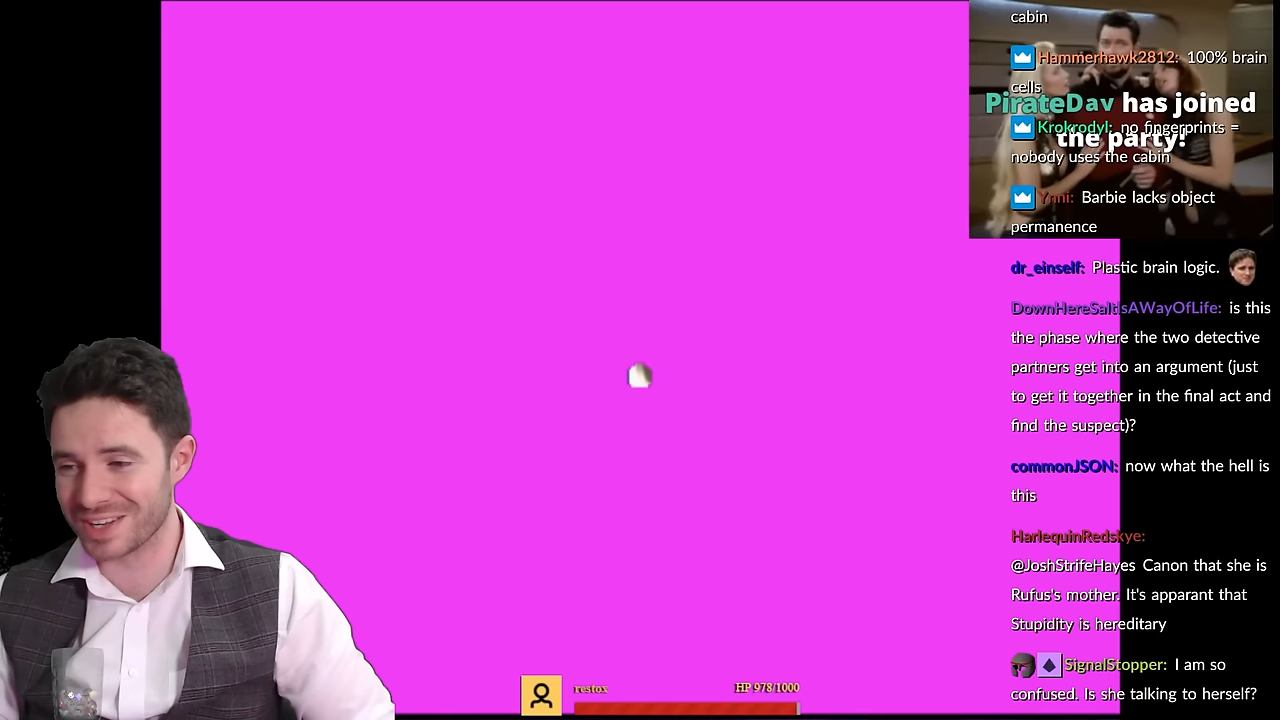 cabin
Hammerhawk2812: 100% brain
cells
PirateDav has joined
the party!
Krokrodyl: no fingerprints =
nobody uses the cabin
Ynni: Barbie lacks object
permanence
dr_einself: Plastic brain logic.
DownHereSaltIsAWayOfLife: is this
the phase where the two detective
partners get into an argument (just
to get it together in the final act and
find the suspect)?
commonJSON: now what the hell is
this
HarlequinRedskye:
@JoshStrifeHayes Canon that she is
Rufus's mother. It's apparant that
Stupidity is hereditary
SignalStopper: I am so
confused. Is she talking to herself?
restox HP 978/1000